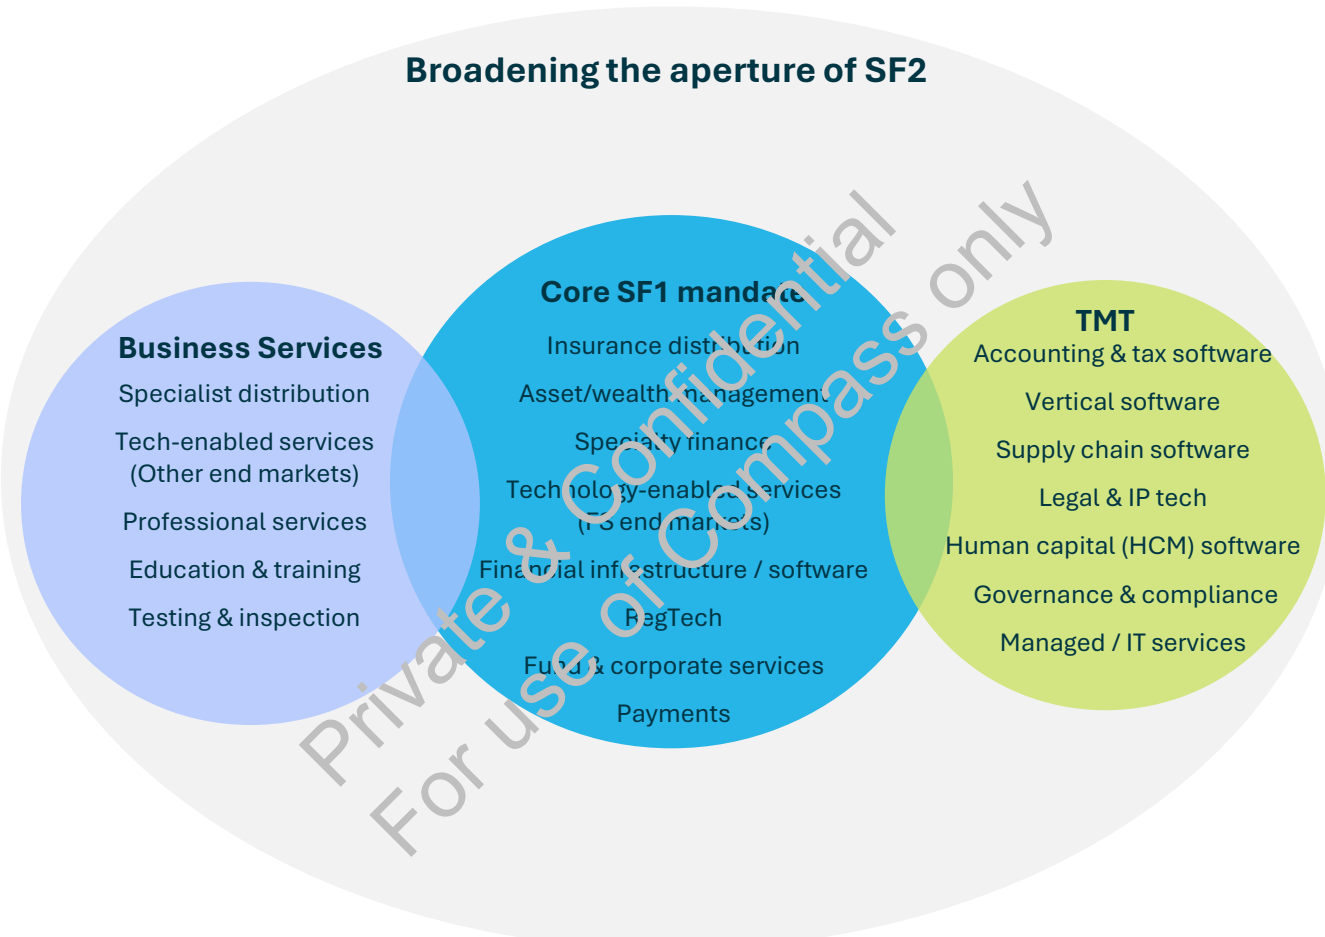 Broadening the aperture of SF2
Business Services
Specialist distribution
Tech-enabled services
(Other end markets)
Professional services
Education & training
Testing & inspection
Core SF1 mandate
Insurance distribution
Asset/wealth management
Specialty finance
Technology-enabled services
(FS end markets)
Financial infrastructure / software
RegTech
Fund & corporate services
Payments
TMT
Accounting & tax software
Vertical software
Supply chain software
Legal & IP tech
Human capital (HCM) software
Governance & compliance
Managed / IT services
Private & Confidential
For use of Compass only